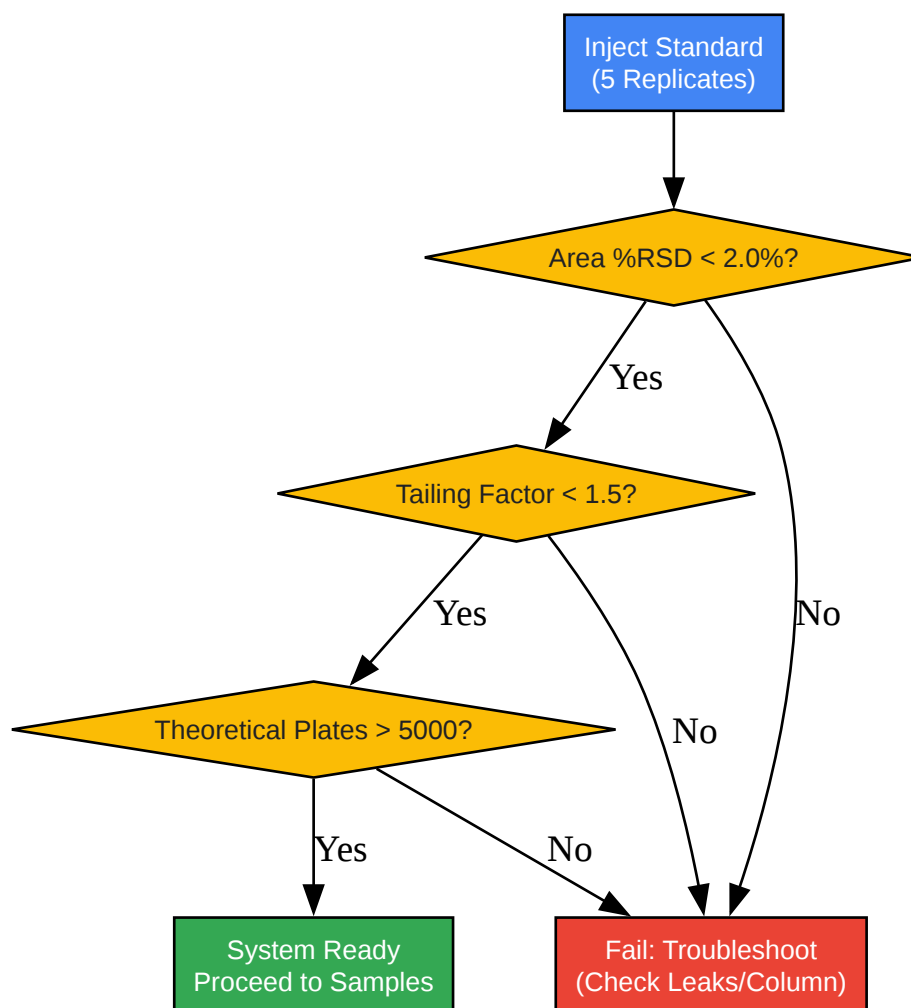 Inject Standard
(5 Replicates)
Area %RSD < 2.0%?
Yes
Tailing Factor < 1.5?
Yes
No
Theoretical Plates > 5000?
No
Yes
No
System Ready
Proceed to Samples
Fail: Troubleshoot
(Check Leaks/Column)